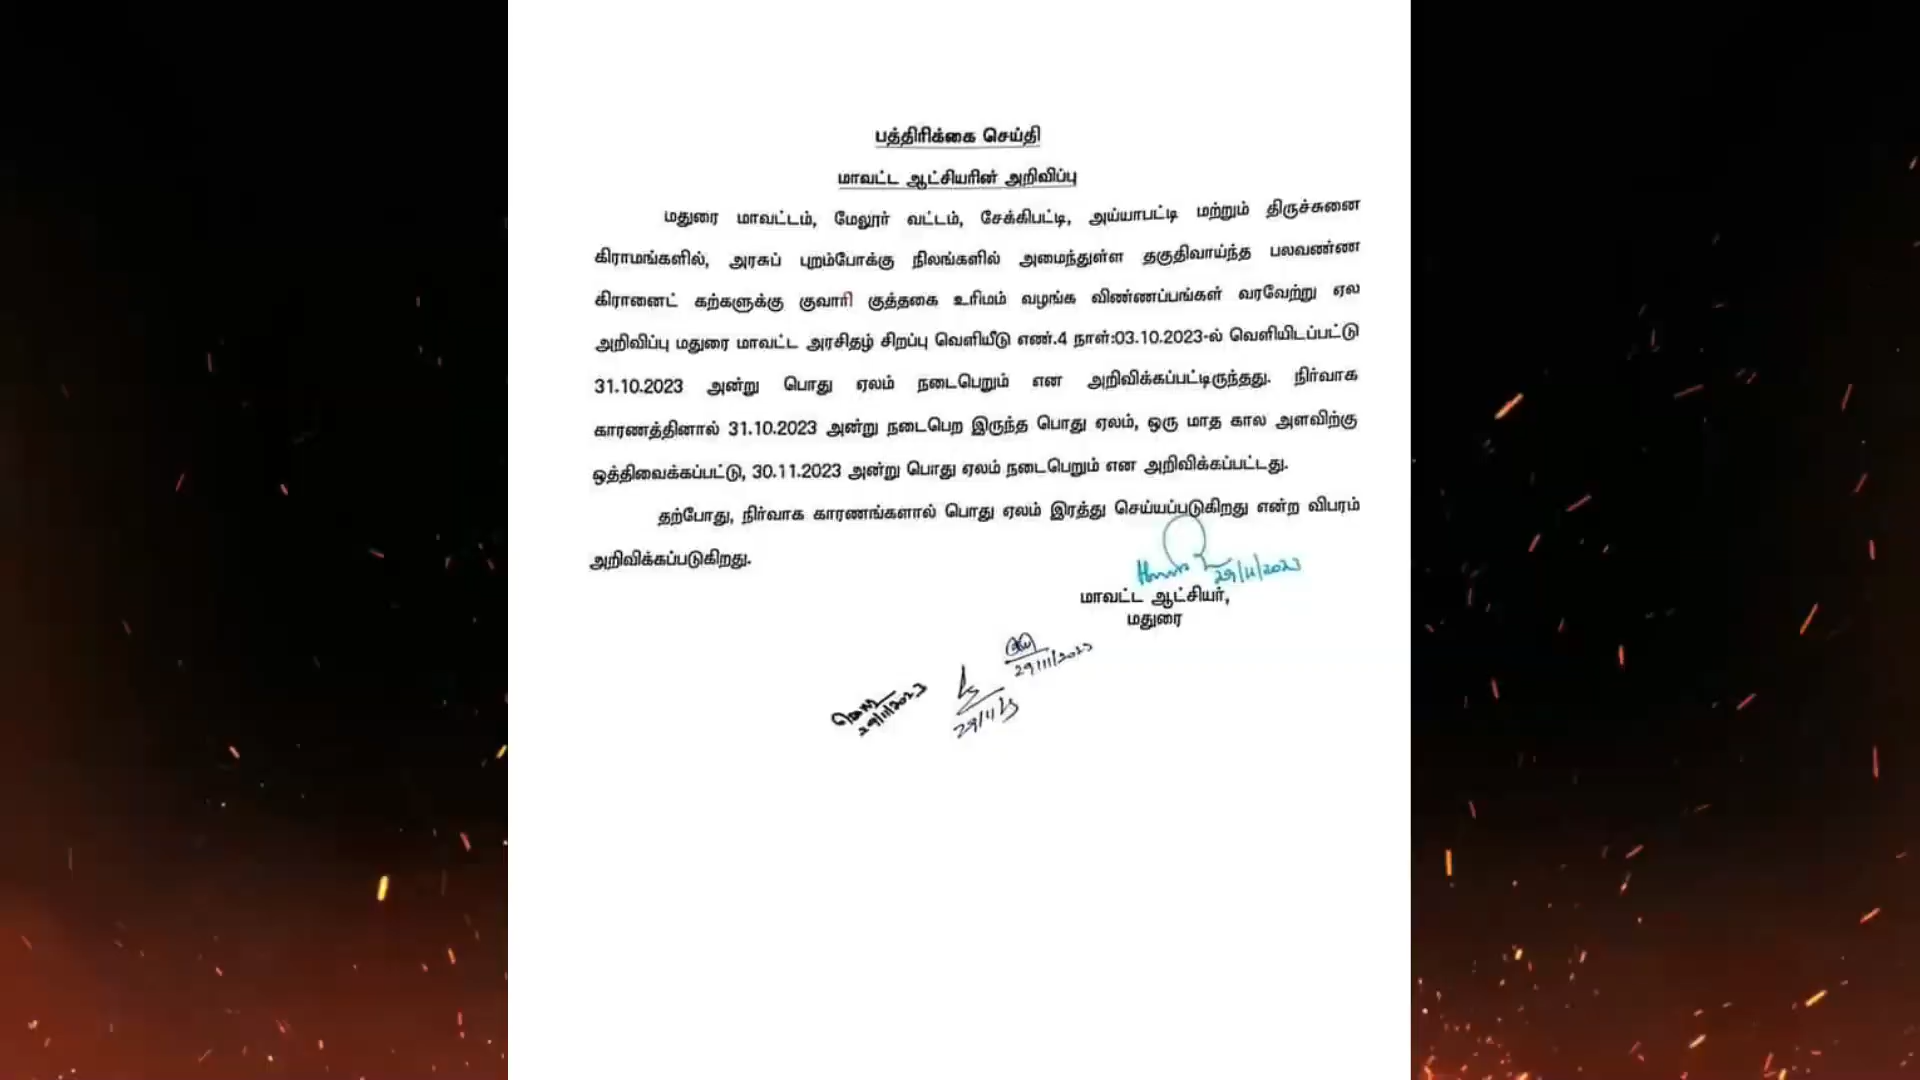 பத்திரிக்கை செய்தி
மாவட்ட ஆட்சியரின் அறிவிப்பு
மதுரை மாவட்டம், மேலூர் வட்டம், சேக்கிபட்டி, அய்யாபட்டி மற்றும் திருச்சுனை
கிராமங்களில், அரசுப் புறம்போக்கு நிலங்களில் அமைந்துள்ள தகுதிவாய்ந்த பலவண்ண
கிரானைட் கற்களுக்கு குவாரி குத்தகை உரிமம் வழங்க விண்ணப்பங்கள் வரவேற்று ஏல
அறிவிப்பு மதுரை மாவட்ட அரசிதழ் சிறப்பு வெளியீடு எண்.4 நாள்:03.10.2023-ல் வெளியிடப்பட்டு
31.10.2023 அன்று பொது ஏலம் நடைபெறும் என அறிவிக்கப்பட்டிருந்தது. நிர்வாக
காரணத்தினால் 31.10.2023 அன்று நடைபெற இருந்த பொது ஏலம், ஒரு மாத கால அளவிற்கு
ஒத்திவைக்கப்பட்டு, 30.11.2023 அன்று பொது ஏலம் நடைபெறும் என அறிவிக்கப்பட்டது.
தற்போது, நிர்வாக காரணங்களால் பொது ஏலம் இரத்து செய்யப்படுகிறது என்ற விபரம்
அறிவிக்கப்படுகிறது.
29/11/2023
மாவட்ட ஆட்சியர்,
மதுரை
29/11/2023
29/11/2023
29/11/23